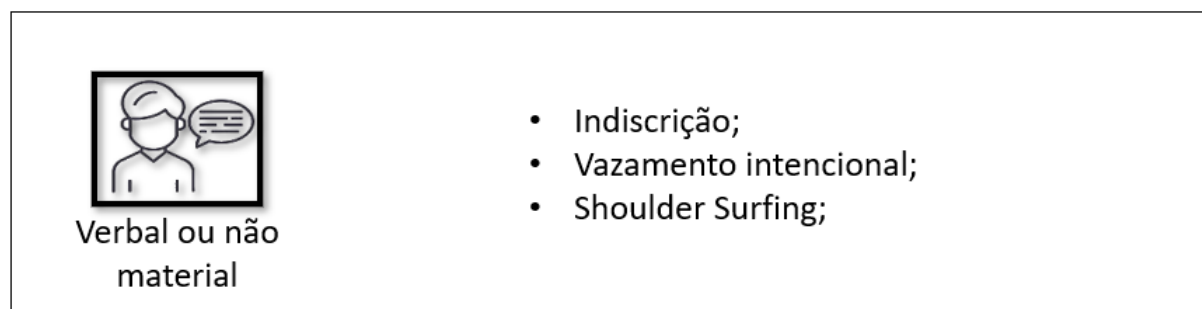 Verbal ou não
material
• Indiscrição;
• Vazamento intencional;
• Shoulder Surfing;